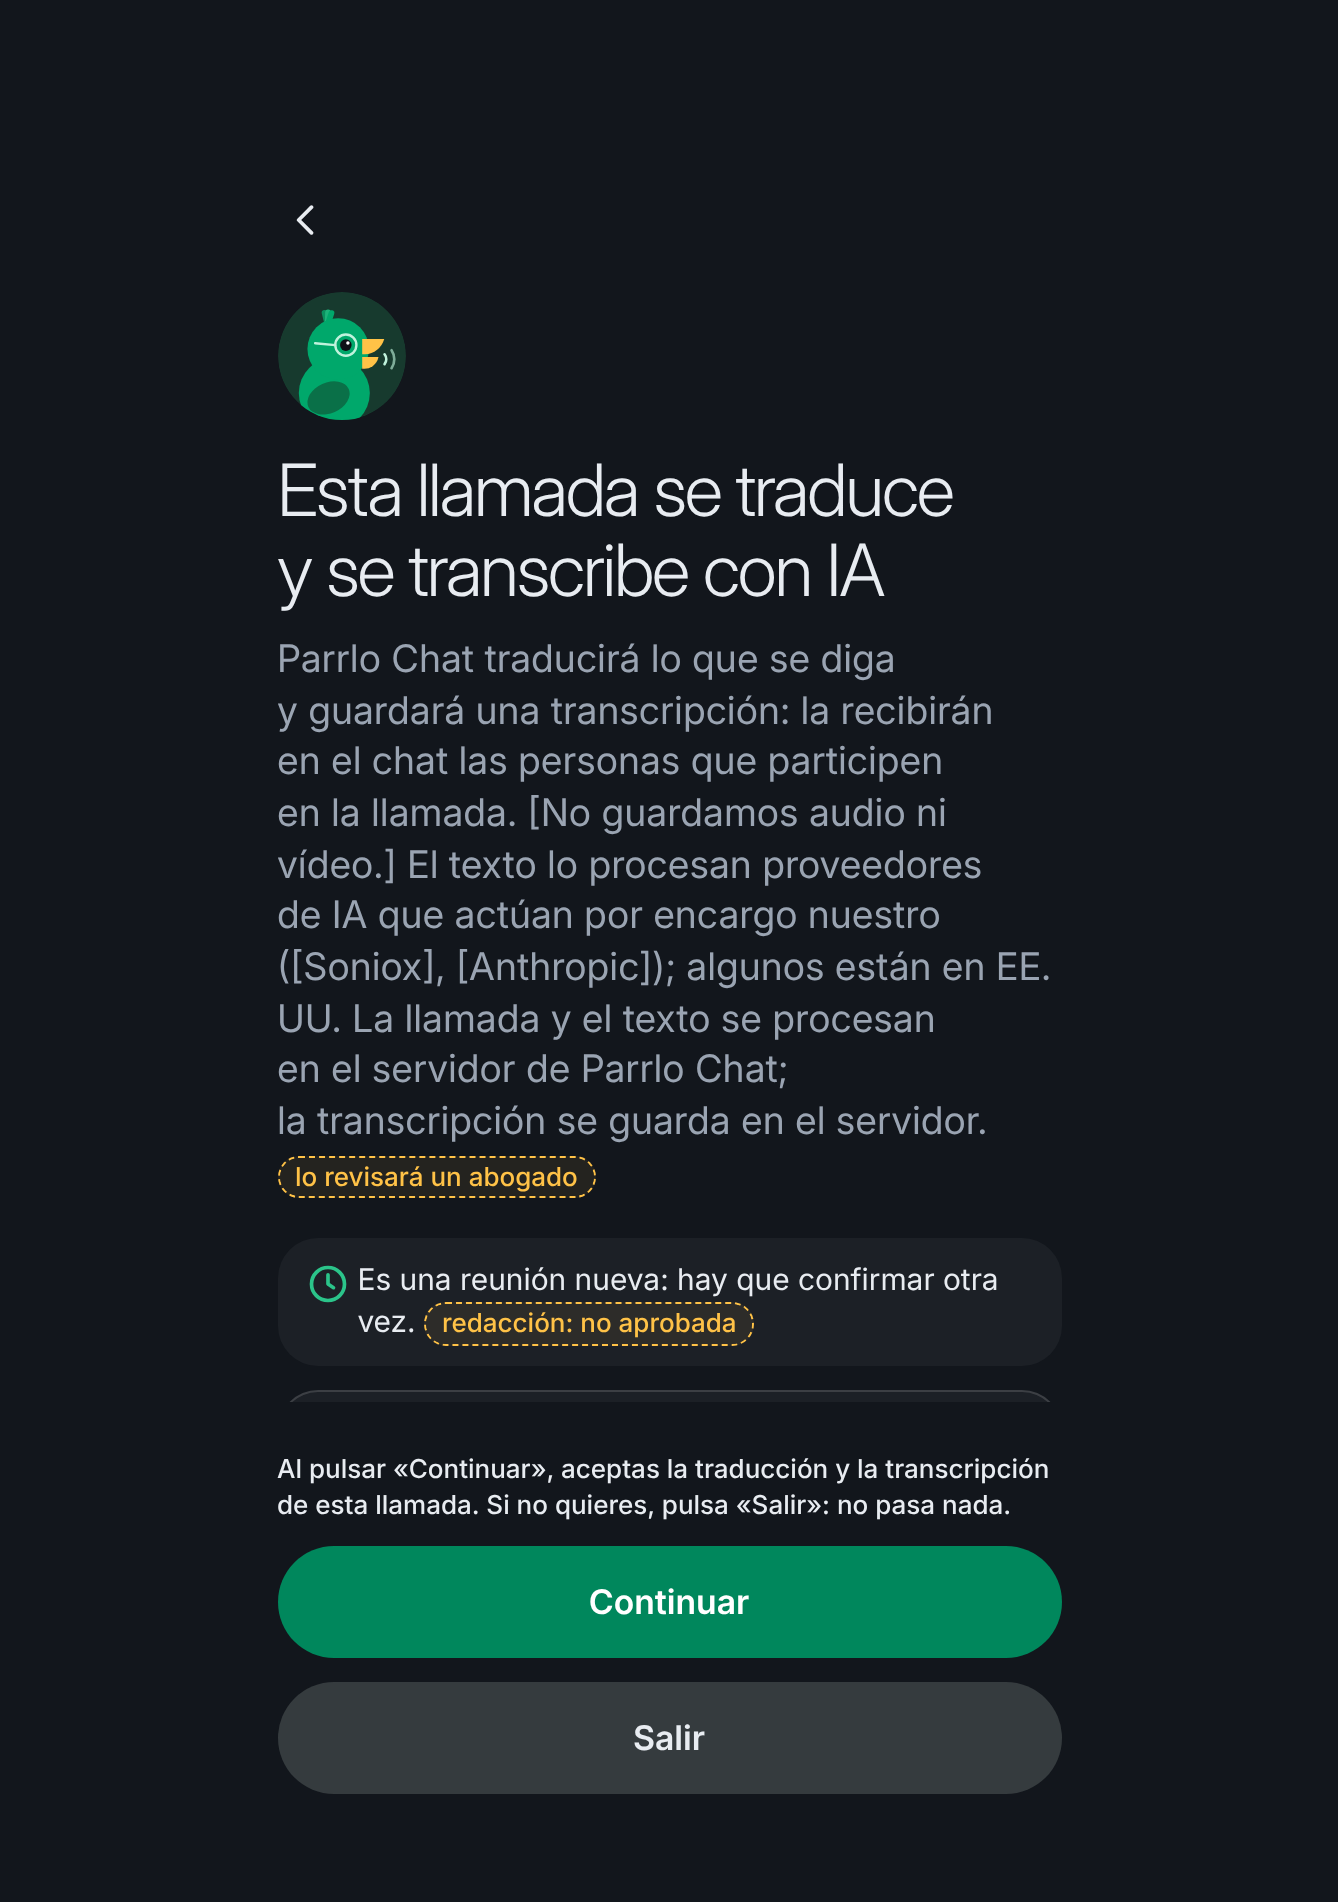 Esta llamada se traduce
y se transcribe con IA
Parrlo Chat traducirá lo que se diga
y guardará una transcripción: la recibirán
en el chat las personas que participen
en la llamada. [No guardamos audio ni
vídeo.] El texto lo procesan proveedores
de IA que actúan por encargo nuestro
([Soniox], [Anthropic]); algunos están en EE.
UU. La llamada y el texto se procesan
en el servidor de Parrlo Chat;
la transcripción se guarda en el servidor.
lo revisará un abogado
Es una reunión nueva: hay que confirmar otra
vez. redacción: no aprobada
Al pulsar «Continuar», aceptas la traducción y la transcripción
de esta llamada. Si no quieres, pulsa «Salir»: no pasa nada.
Continuar
Salir